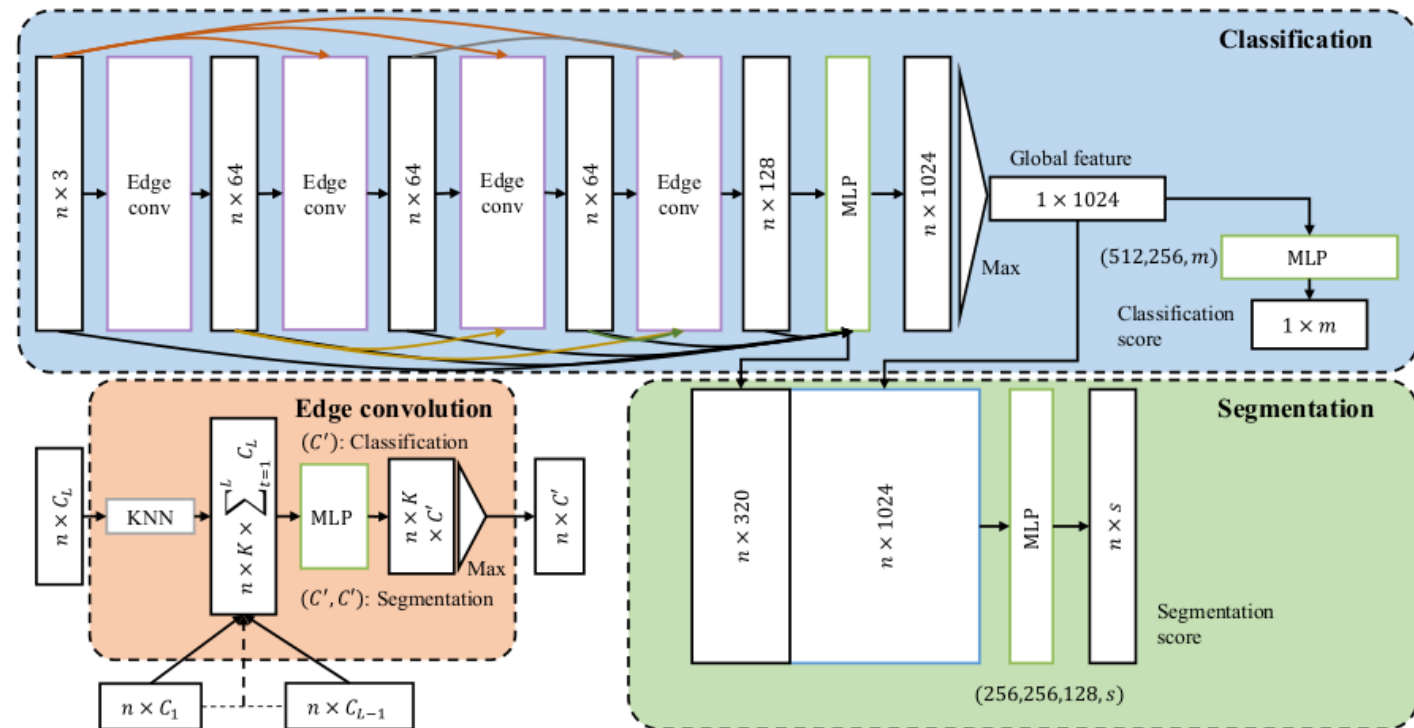 Classification
n × 3
Edge
conv
n × 64
Edge
conv
n × 64
Edge
conv
n × 64
Edge
conv
n × 128
MLP
n × 1024
Max
Global feature
1 × 1024
(512,256, m)
MLP
Classification
score
1 × m
Edge convolution
n × C_L
KNN
n × K × ∑_{t=1}^{L} C_L
(C′): Classification
MLP
(C′, C′): Segmentation
n × K
× C′
Max
n × C′
n × C_1
n × C_{L−1}
Segmentation
n × 320
n × 1024
MLP
n × s
Segmentation
score
(256,256,128, s)